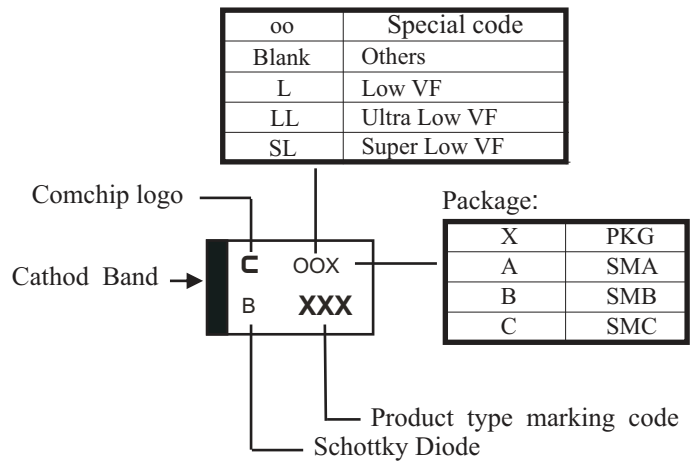 oo Special code
Blank Others
L Low VF
LL Ultra Low VF
SL Super Low VF
Comchip logo
Package:
X PKG
A SMA
B SMB
C SMC
Cathod Band
C OOX
B XXX
Product type marking code
Schottky Diode